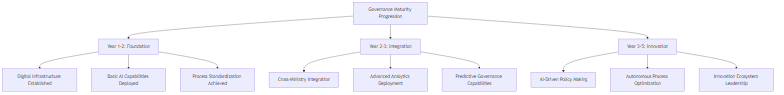 Governance Maturity
Progression
Year 1-2: Foundation
Year 2-3: Integration
Year 3-5: Innovation
Digital Infrastructure
Established
Basic AI Capabilities
Deployed
Process Standardization
Achieved
Cross-Ministry Integration
Advanced Analytics
Deployment
Predictive Governance
Capabilities
AI-Driven Policy Making
Autonomous Process
Optimization
Innovation Ecosystem
Leadership